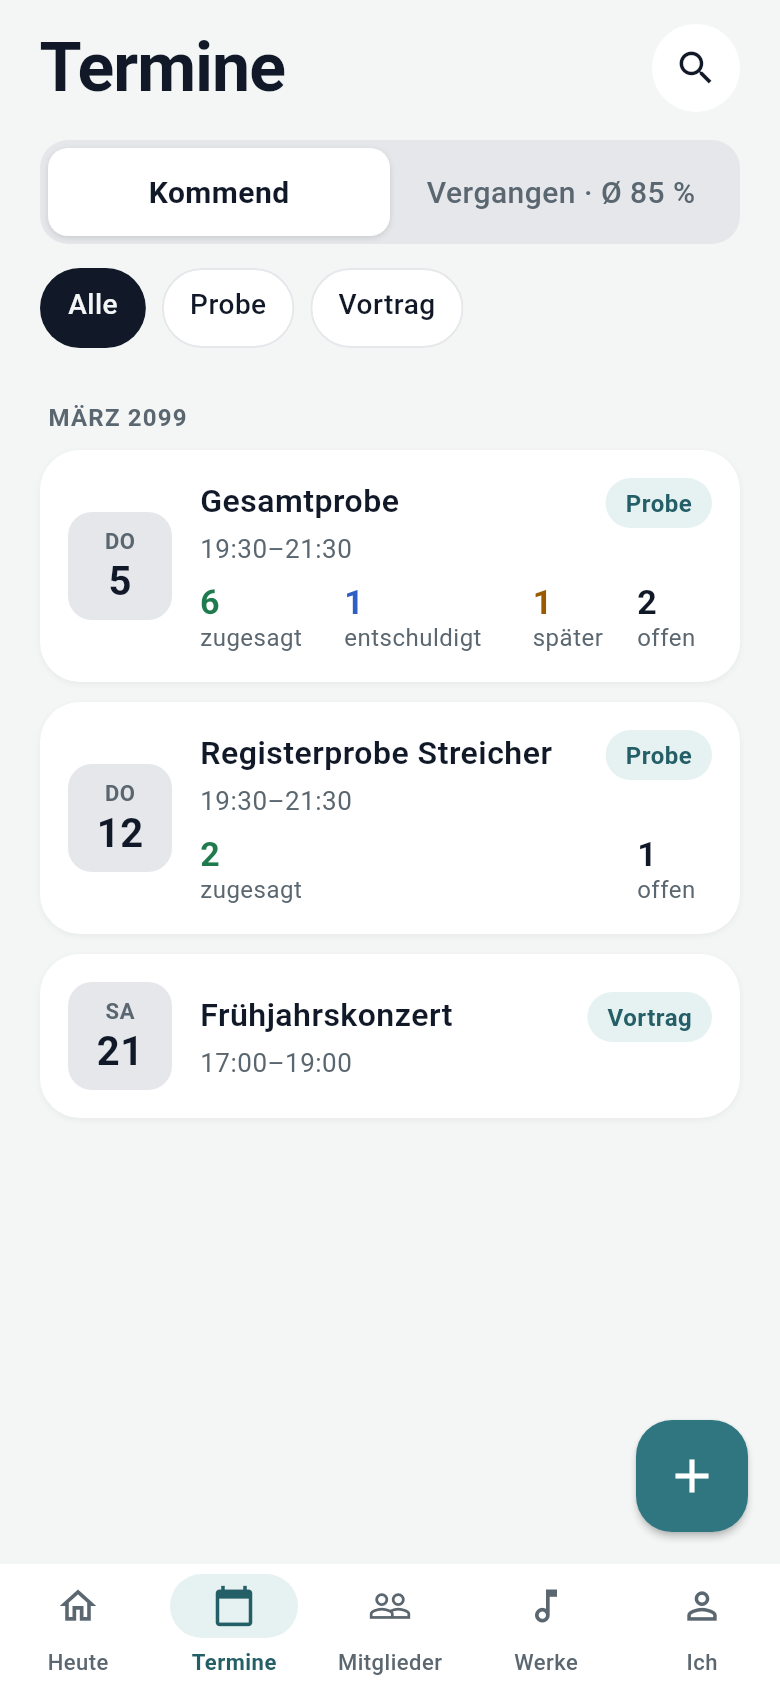 Termine
Kommend
Vergangen · Ø 85 %
Alle
Probe
Vortrag
MÄRZ 2099
DO
5
Gesamtprobe
Probe
19:30–21:30
6 1 1 2
zugesagt entschuldigt später offen
DO
12
Registerprobe Streicher
Probe
19:30–21:30
2 1
zugesagt offen
SA
21
Frühjahrskonzert
Vortrag
17:00–19:00
Heute
Termine
Mitglieder
Werke
Ich